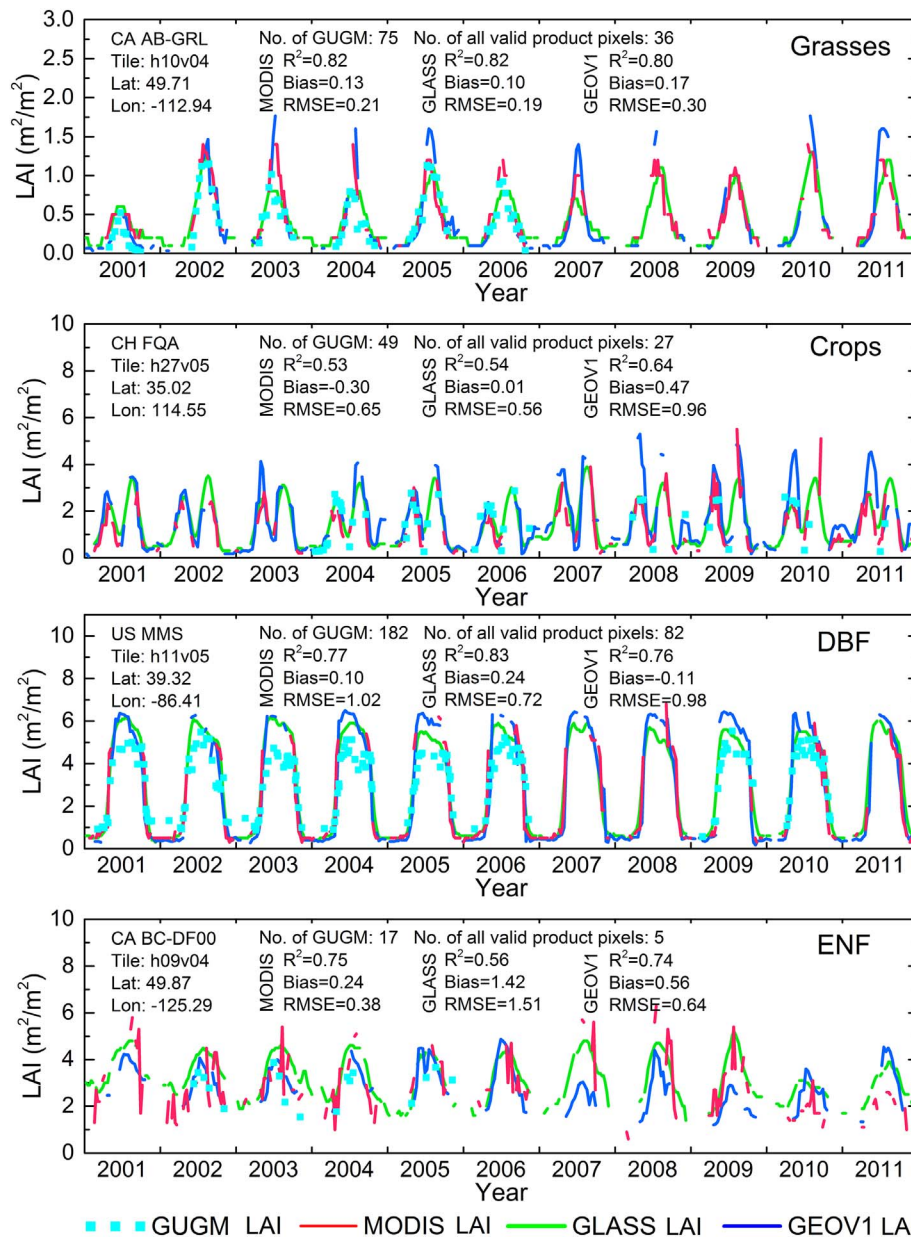 CA AB-GRL No. of GUGM: 75 No. of all valid product pixels: 36 Grasses
Tile: h10v04 MODIS R²=0.82 GLASS R²=0.82 GEOV1 R²=0.80
Lat: 49.71 Bias=0.13 Bias=0.10 Bias=0.17
Lon: -112.94 RMSE=0.21 RMSE=0.19 RMSE=0.30
LAI (m²/m²)
3.0
2.5
2.0
1.5
1.0
0.5
0.0
2001 2002 2003 2004 2005 2006 2007 2008 2009 2010 2011
Year
CH FQA No. of GUGM: 49 No. of all valid product pixels: 27 Crops
Tile: h27v05 MODIS R²=0.53 GLASS R²=0.54 GEOV1 R²=0.64
Lat: 35.02 Bias=-0.30 Bias=0.01 Bias=0.47
Lon: 114.55 RMSE=0.65 RMSE=0.56 RMSE=0.96
LAI (m²/m²)
10
8
6
4
2
0
2001 2002 2003 2004 2005 2006 2007 2008 2009 2010 2011
Year
US MMS No. of GUGM: 182 No. of all valid product pixels: 82 DBF
Tile: h11v05 MODIS R²=0.77 GLASS R²=0.83 GEOV1 R²=0.76
Lat: 39.32 Bias=0.10 Bias=0.24 Bias=-0.11
Lon: -86.41 RMSE=1.02 RMSE=0.72 RMSE=0.98
LAI (m²/m²)
10
8
6
4
2
0
2001 2002 2003 2004 2005 2006 2007 2008 2009 2010 2011
Year
CA BC-DF00 No. of GUGM: 17 No. of all valid product pixels: 5 ENF
Tile: h09v04 MODIS R²=0.75 GLASS R²=0.56 GEOV1 R²=0.74
Lat: 49.87 Bias=0.24 Bias=1.42 Bias=0.56
Lon: -125.29 RMSE=0.38 RMSE=1.51 RMSE=0.64
LAI (m²/m²)
10
8
6
4
2
0
2001 2002 2003 2004 2005 2006 2007 2008 2009 2010 2011
Year
GUGM LAI MODIS LAI GLASS LAI GEOV1 LA